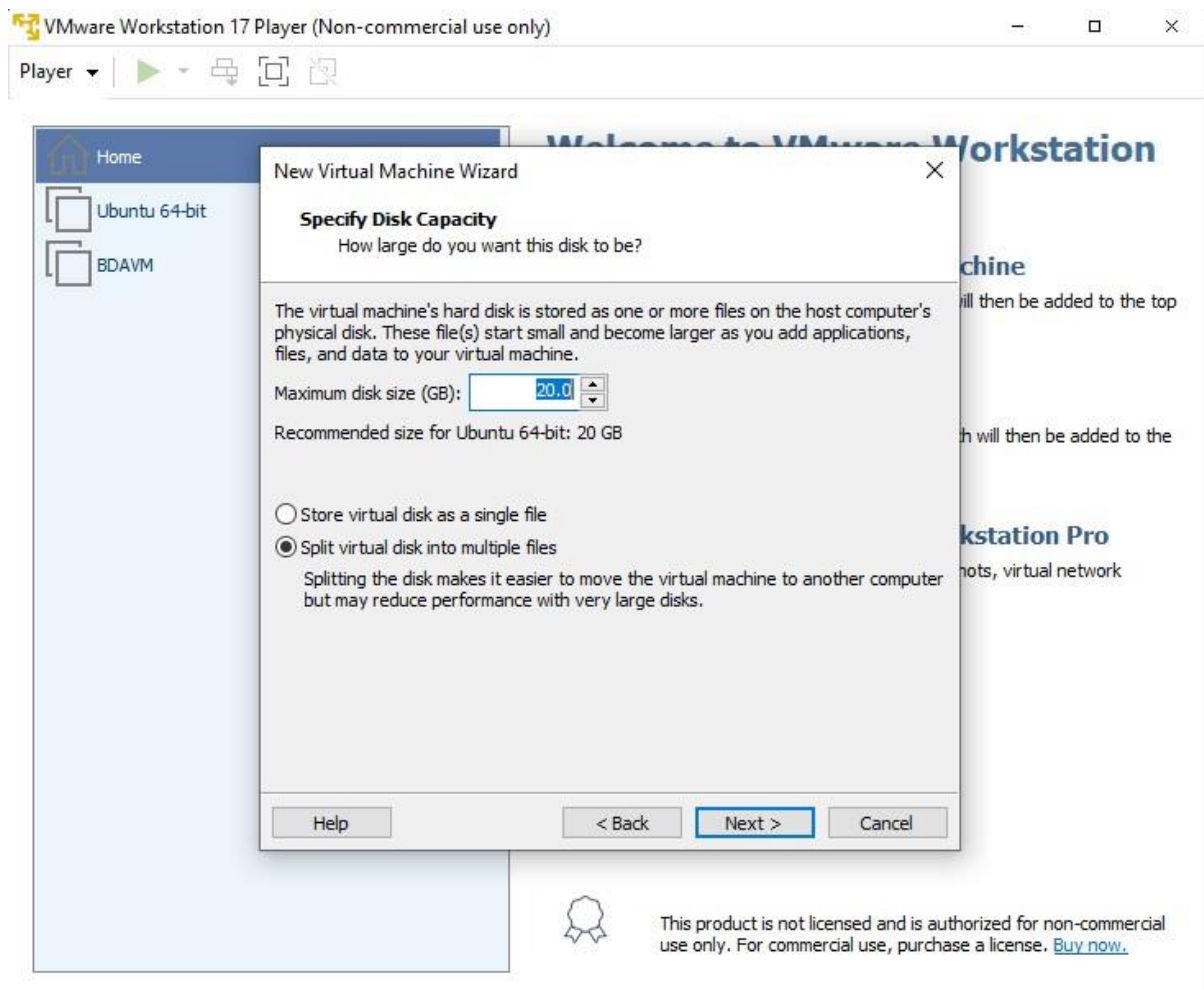 VMware Workstation 17 Player (Non-commercial use only)
Player
Home
Ubuntu 64-bit
BDAVM
Welcome to VMware Workstation
chine
ill then be added to the top
h will then be added to the
kstation Pro
hots, virtual network
New Virtual Machine Wizard
Specify Disk Capacity
How large do you want this disk to be?
The virtual machine's hard disk is stored as one or more files on the host computer's
physical disk. These file(s) start small and become larger as you add applications,
files, and data to your virtual machine.
Maximum disk size (GB): 20.0
Recommended size for Ubuntu 64-bit: 20 GB
Store virtual disk as a single file
Split virtual disk into multiple files
Splitting the disk makes it easier to move the virtual machine to another computer
but may reduce performance with very large disks.
Help
< Back
Next >
Cancel
This product is not licensed and is authorized for non-commercial
use only. For commercial use, purchase a license. Buy now.